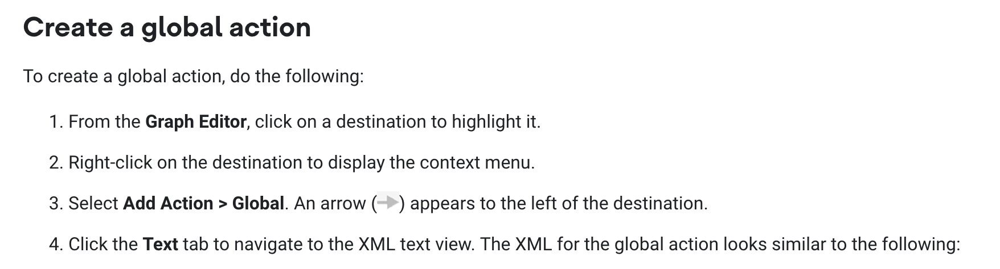 Create a global action
To create a global action, do the following:
1. From the Graph Editor, click on a destination to highlight it.
2. Right-click on the destination to display the context menu.
3. Select Add Action > Global. An arrow () appears to the left of the destination.
4. Click the Text tab to navigate to the XML text view. The XML for the global action looks similar to the following: